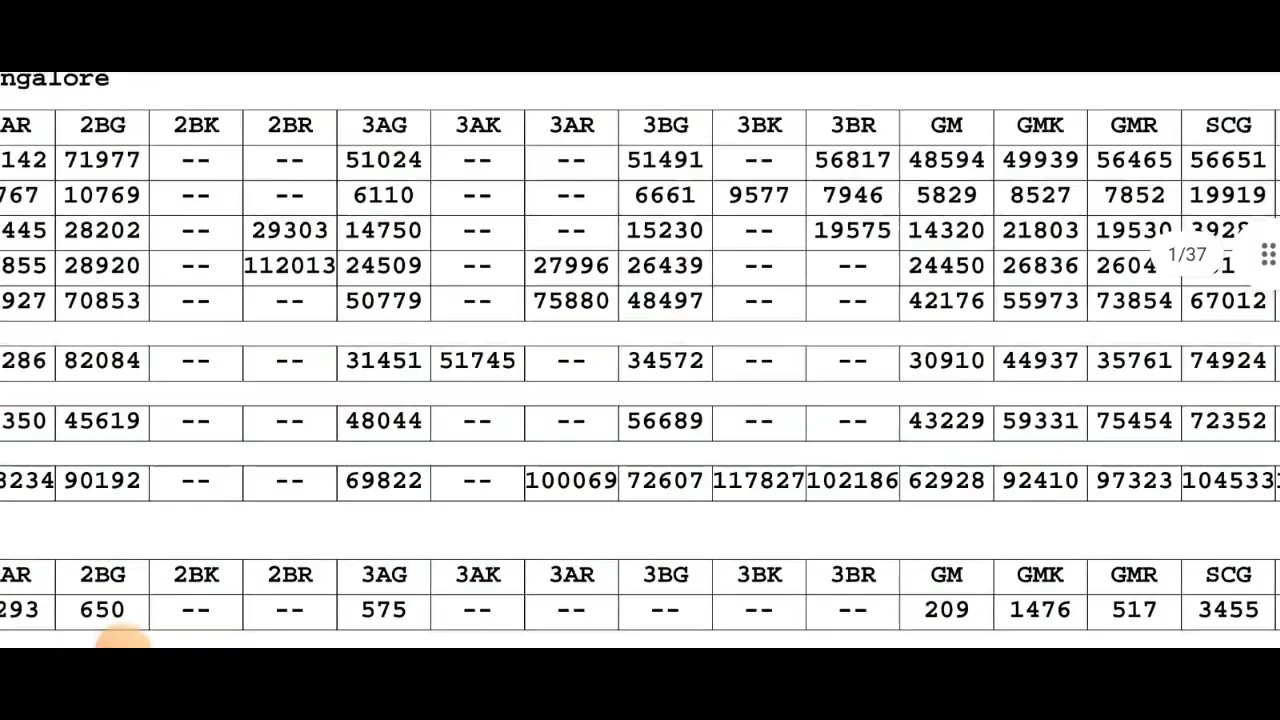 ngalore
AR 2BG 2BK 2BR 3AG 3AK 3AR 3BG 3BK 3BR GM GMK GMR SCG
142 71977 -- -- 51024 -- -- 51491 -- 56817 48594 49939 56465 56651
767 10769 -- -- 6110 -- -- 6661 9577 7946 5829 8527 7852 19919
445 28202 -- 29303 14750 -- -- 15230 -- 19575 14320 21803 19530
855 28920 -- 112013 24509 -- 27996 26439 -- -- 24450 26836 1/37
927 70853 -- -- 50779 -- 75880 48497 -- -- 42176 55973 73854 67012
286 82084 -- -- 31451 51745 -- 34572 -- -- 30910 44937 35761 74924
350 45619 -- -- 48044 -- -- 56689 -- -- 43229 59331 75454 72352
3234 90192 -- -- 69822 -- 100069 72607 117827 102186 62928 92410 97323 104533
AR 2BG 2BK 2BR 3AG 3AK 3AR 3BG 3BK 3BR GM GMK GMR SCG
293 650 -- -- 575 -- -- -- -- -- 209 1476 517 3455